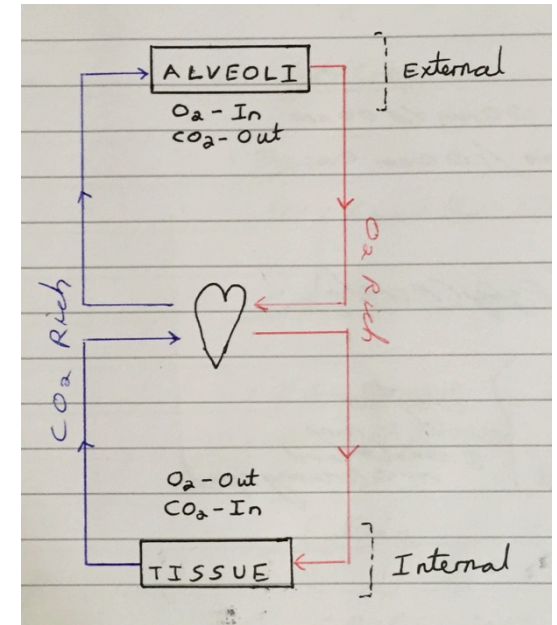 ALVEOLI
External
O₂-In
CO₂-Out
O₂ Rich
CO₂ Rich
O₂-Out
CO₂-In
TISSUE
Internal